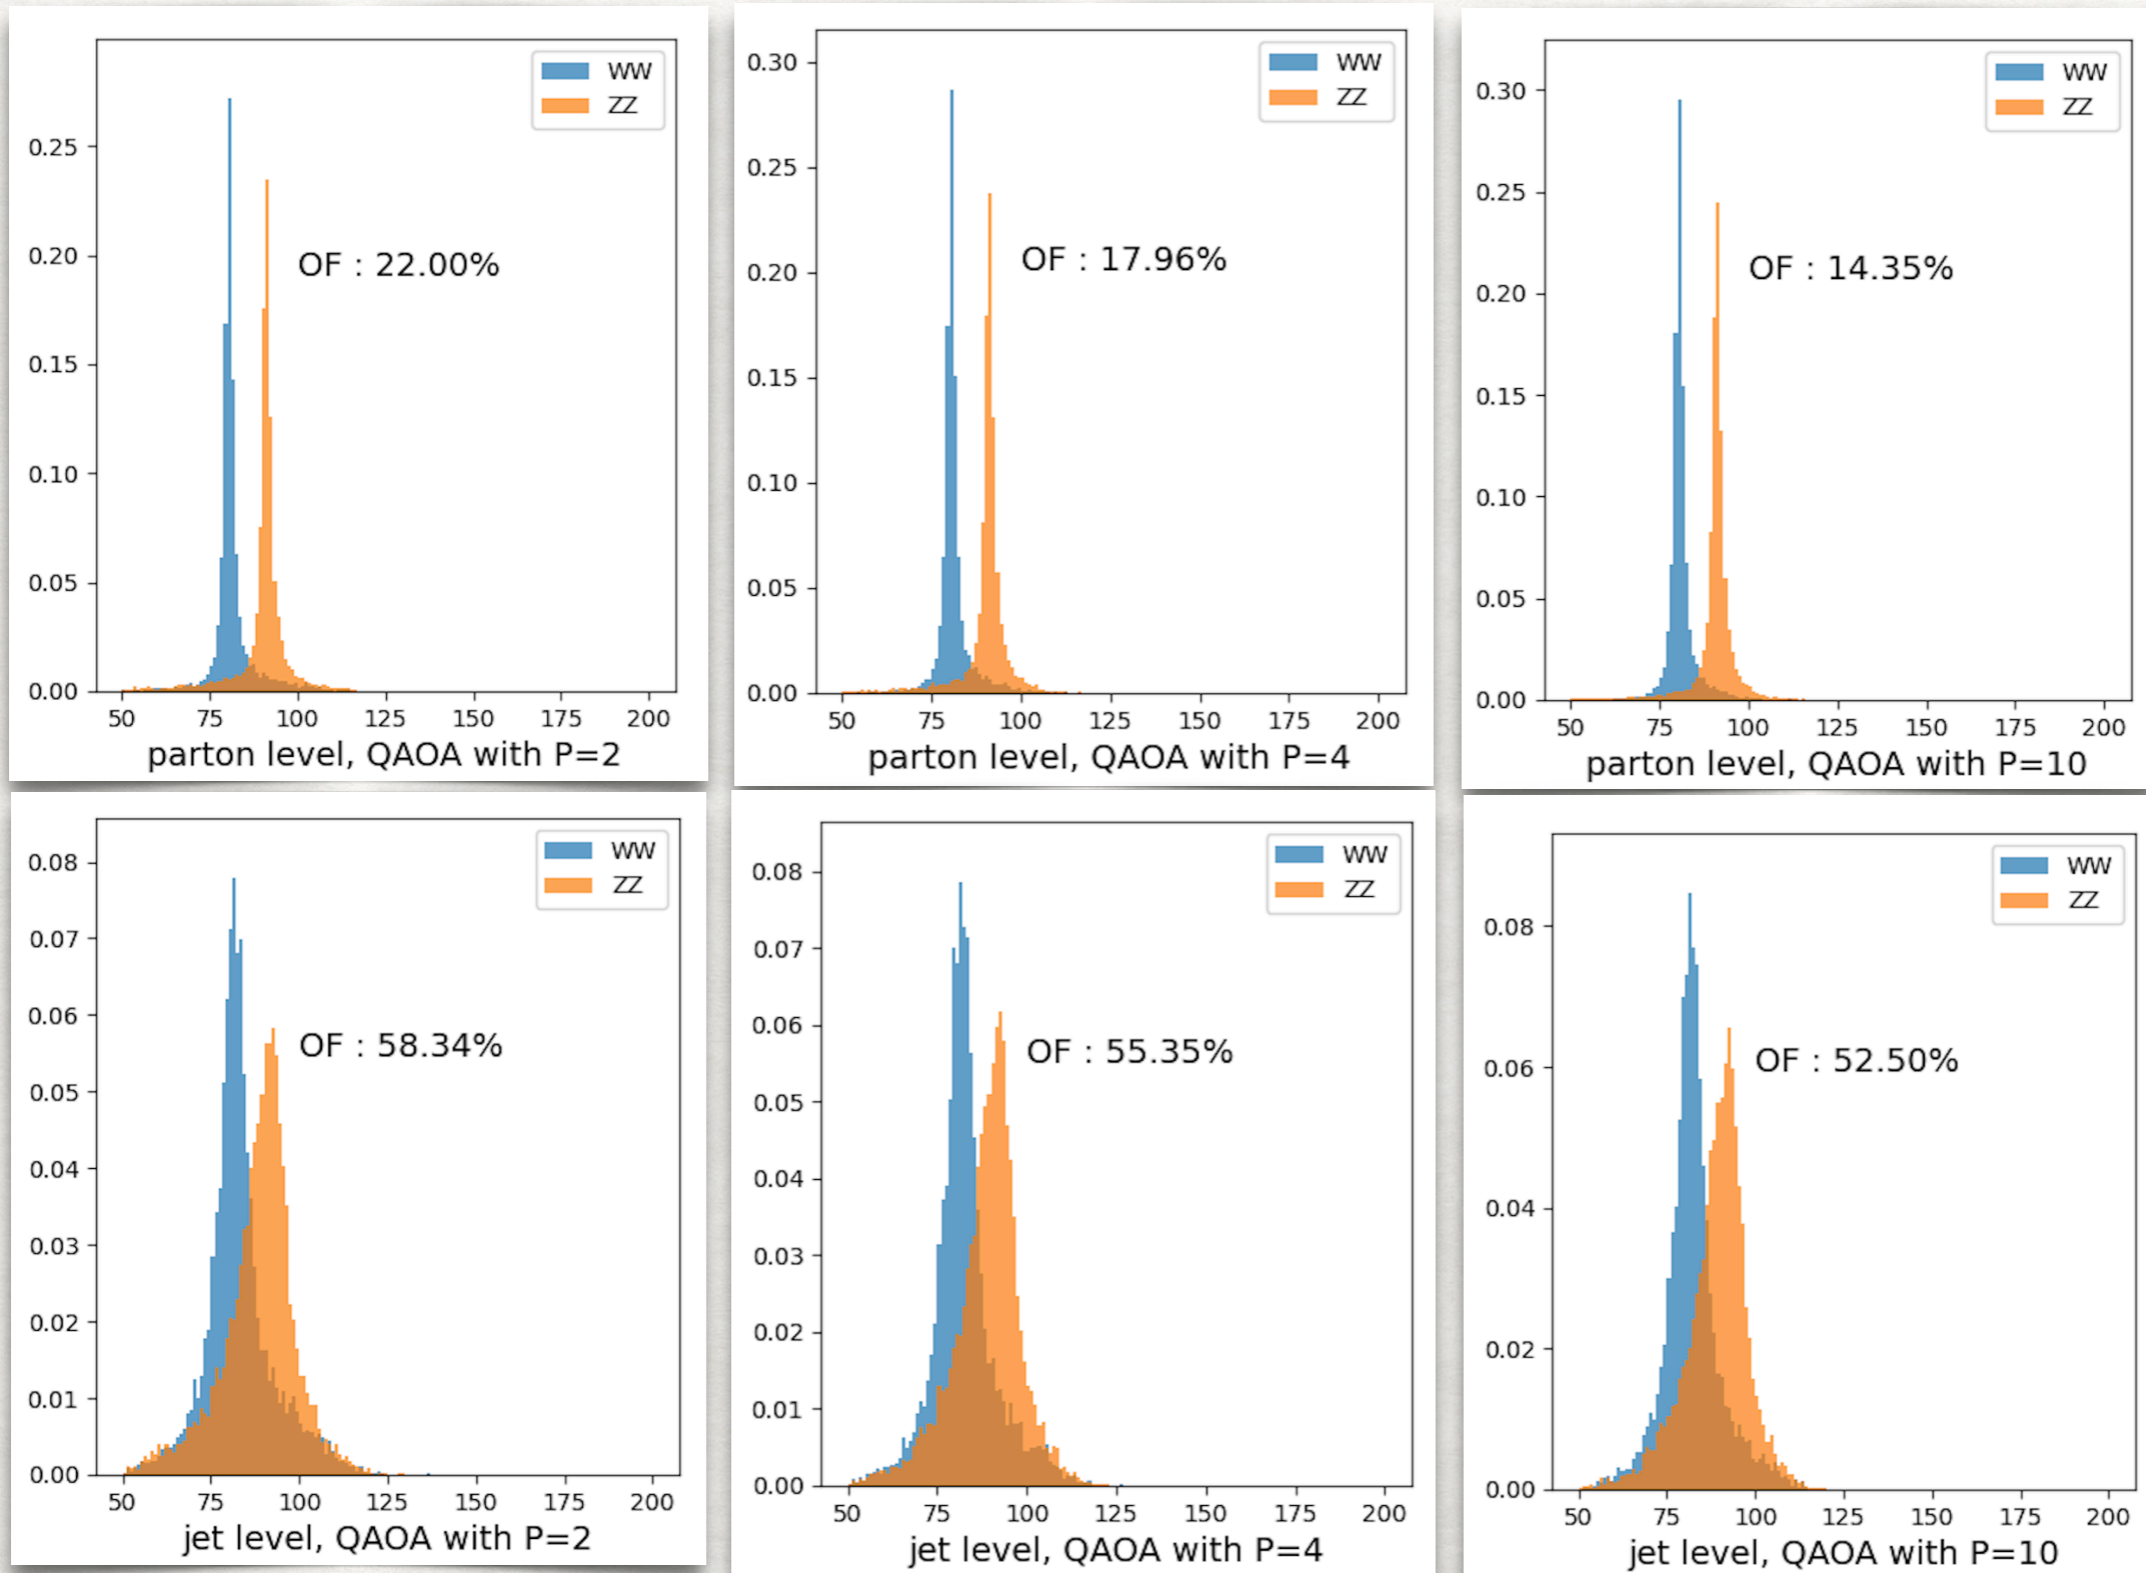 WW
ZZ
OF : 22.00%
0.25
0.20
0.15
0.10
0.05
0.00
50 75 100 125 150 175 200
parton level, QAOA with P=2
WW
ZZ
OF : 17.96%
0.30
0.25
0.20
0.15
0.10
0.05
0.00
50 75 100 125 150 175 200
parton level, QAOA with P=4
WW
ZZ
OF : 14.35%
0.30
0.25
0.20
0.15
0.10
0.05
0.00
50 75 100 125 150 175 200
parton level, QAOA with P=10
WW
ZZ
OF : 58.34%
0.08
0.07
0.06
0.05
0.04
0.03
0.02
0.01
0.00
50 75 100 125 150 175 200
jet level, QAOA with P=2
WW
ZZ
OF : 55.35%
0.08
0.07
0.06
0.05
0.04
0.03
0.02
0.01
0.00
50 75 100 125 150 175 200
jet level, QAOA with P=4
WW
ZZ
OF : 52.50%
0.08
0.06
0.04
0.02
0.00
50 75 100 125 150 175 200
jet level, QAOA with P=10